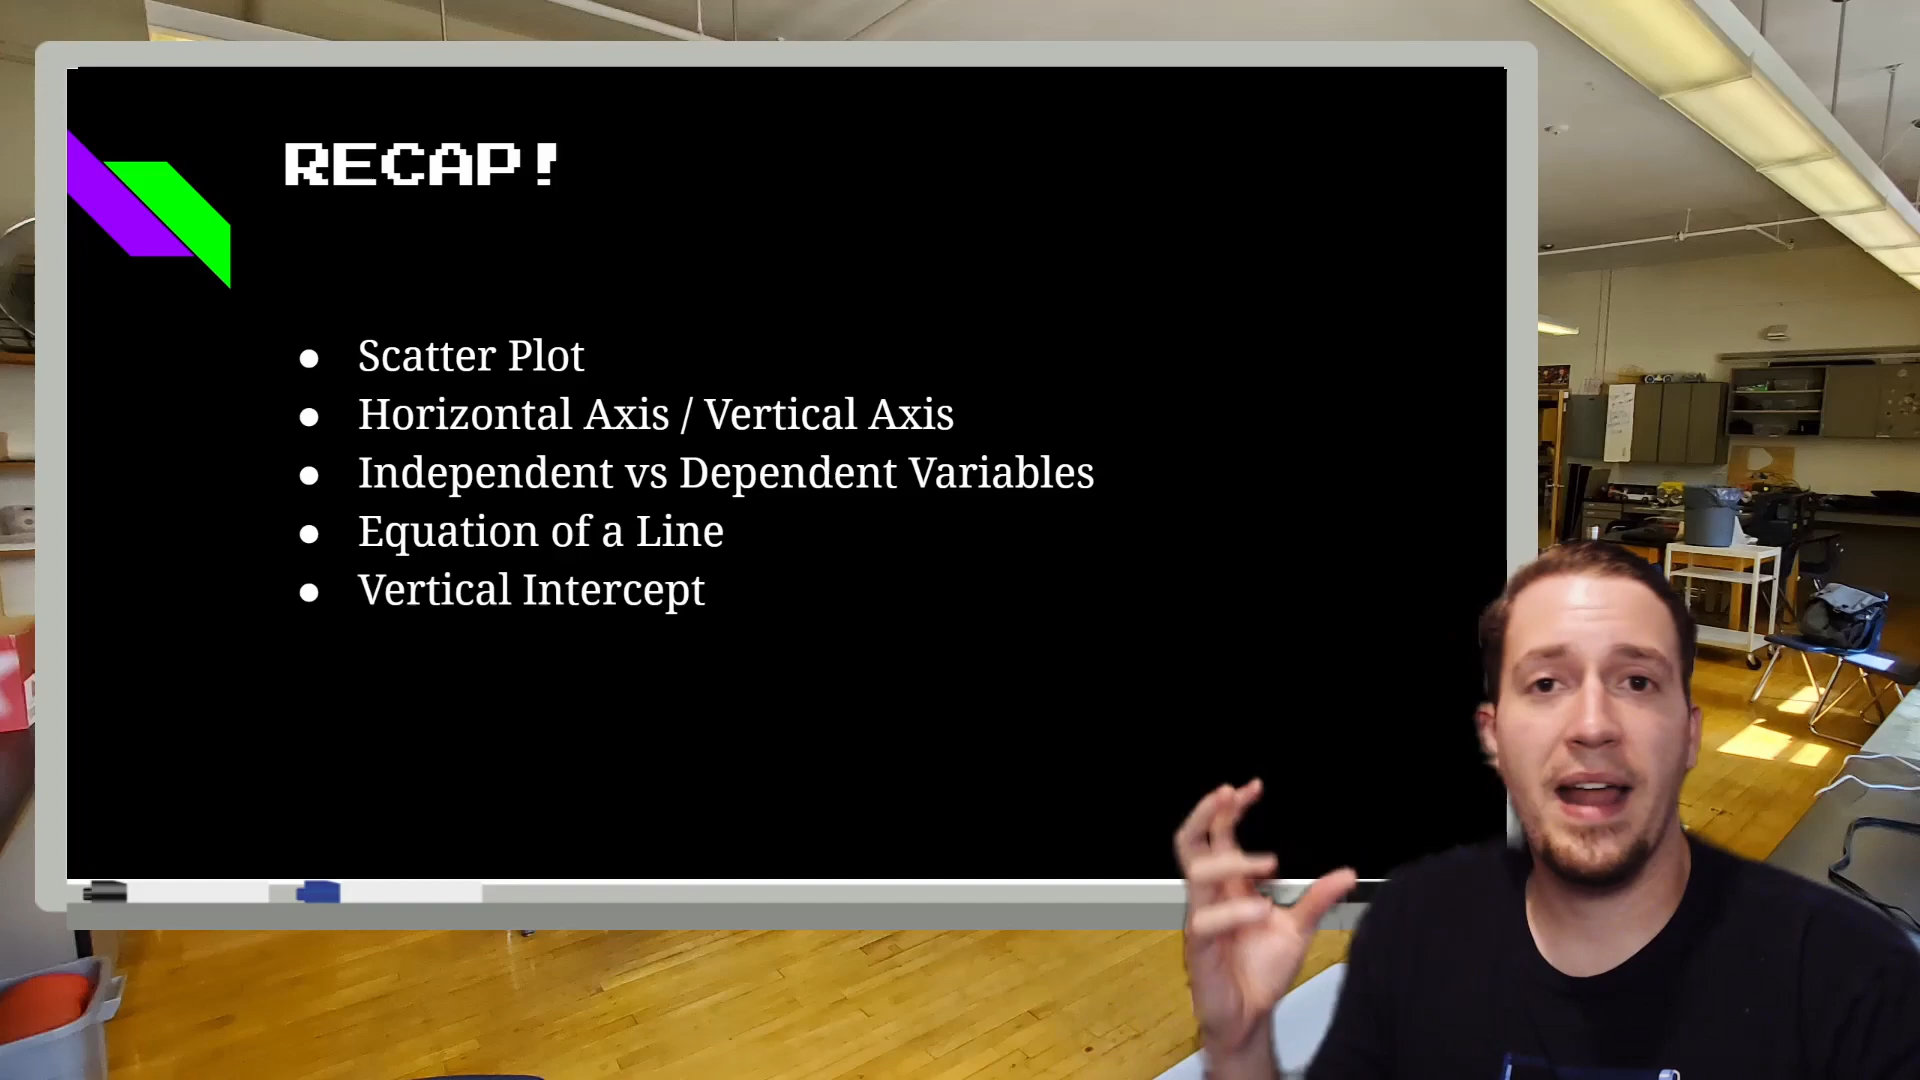 RECAP!
● Scatter Plot
● Horizontal Axis / Vertical Axis
● Independent vs Dependent Variables
● Equation of a Line
● Vertical Intercept